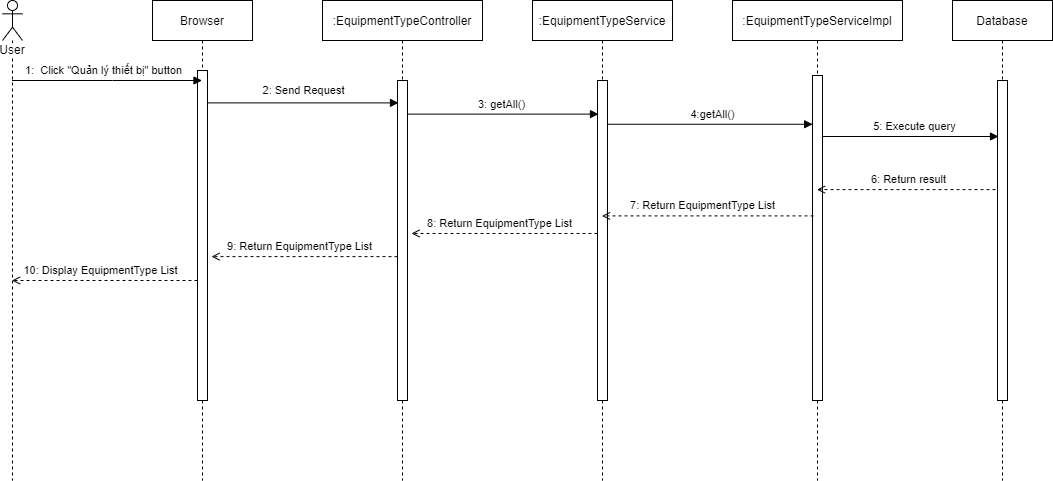 User
Browser
:EquipmentTypeController
:EquipmentTypeService
:EquipmentTypeServiceImpl
Database
1:  Click "Quản lý thiết bị" button
2: Send Request
3: getAll()
4:getAll()
5: Execute query
6: Return result
7: Return EquipmentType List
8: Return EquipmentType List
9: Return EquipmentType List
10: Display EquipmentType List